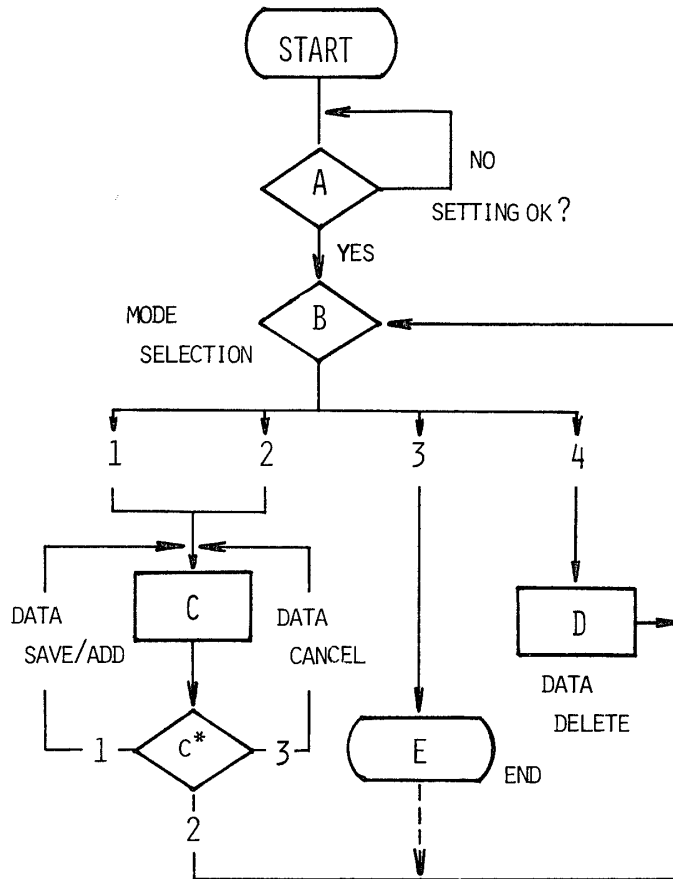 START
A
NO
SETTING OK?
YES
MODE
SELECTION
B
1
2
3
4
C
DATA
SAVE/ADD
DATA
CANCEL
D
DATA
DELETE
1
C*
3
E
END
2